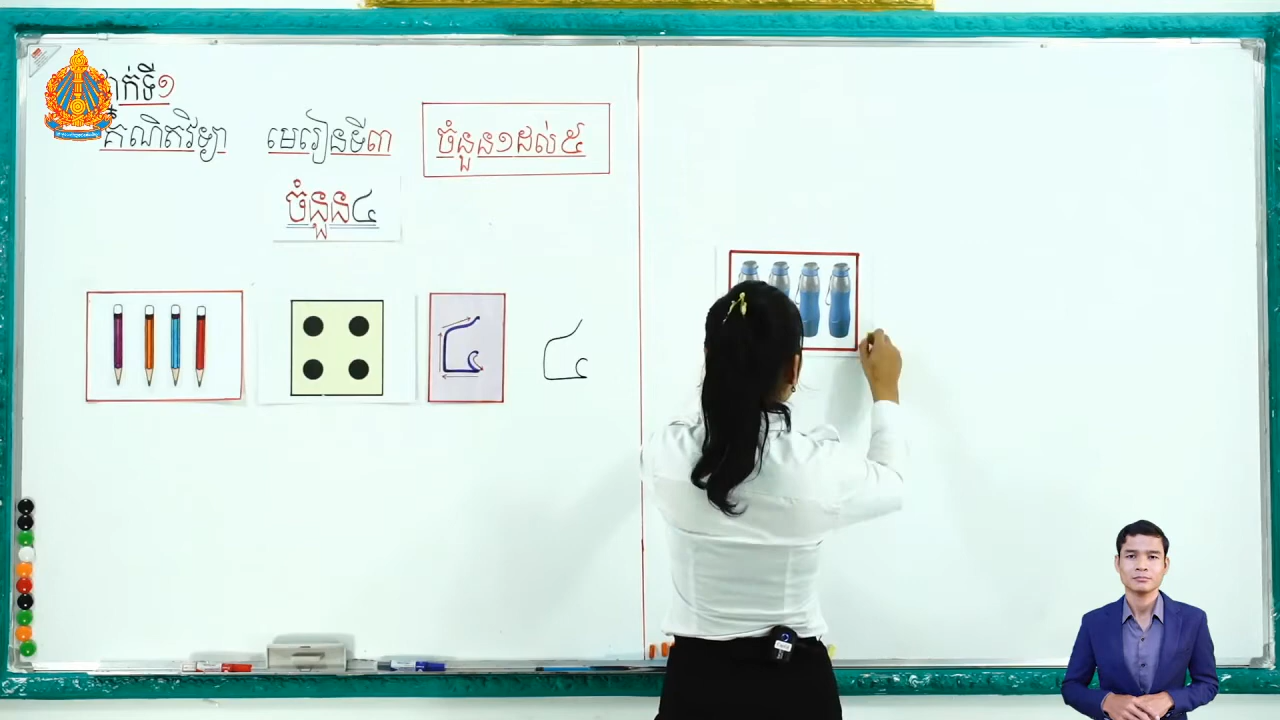 ថ្នាក់ទី១
គណិតវិទ្យា មេរៀនទី៣ ចំនួន១ដល់៥
ចំនួន៤
៤ ៤